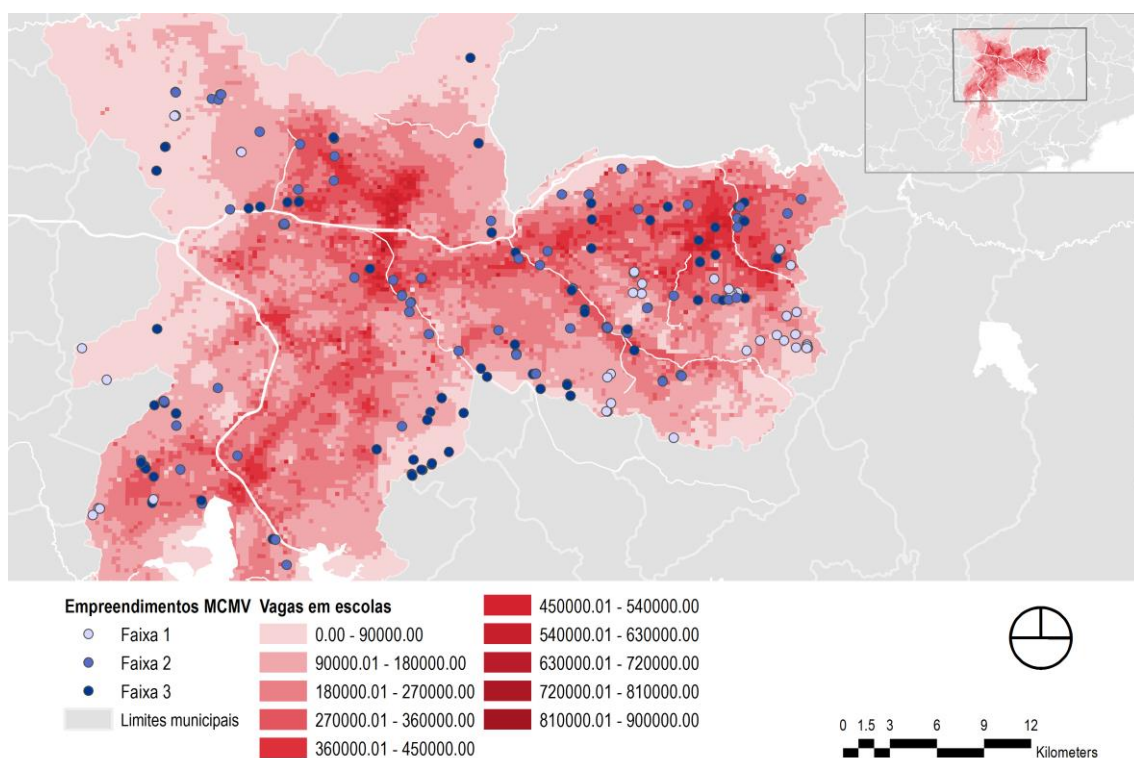 Empreendimentos MCMV
Faixa 1
Faixa 2
Faixa 3
Limites municipais
Vagas em escolas
0.00 - 90000.00
90000.01 - 180000.00
180000.01 - 270000.00
270000.01 - 360000.00
360000.01 - 450000.00
450000.01 - 540000.00
540000.01 - 630000.00
630000.01 - 720000.00
720000.01 - 810000.00
810000.01 - 900000.00
0 1.5 3 6 9 12
Kilometers